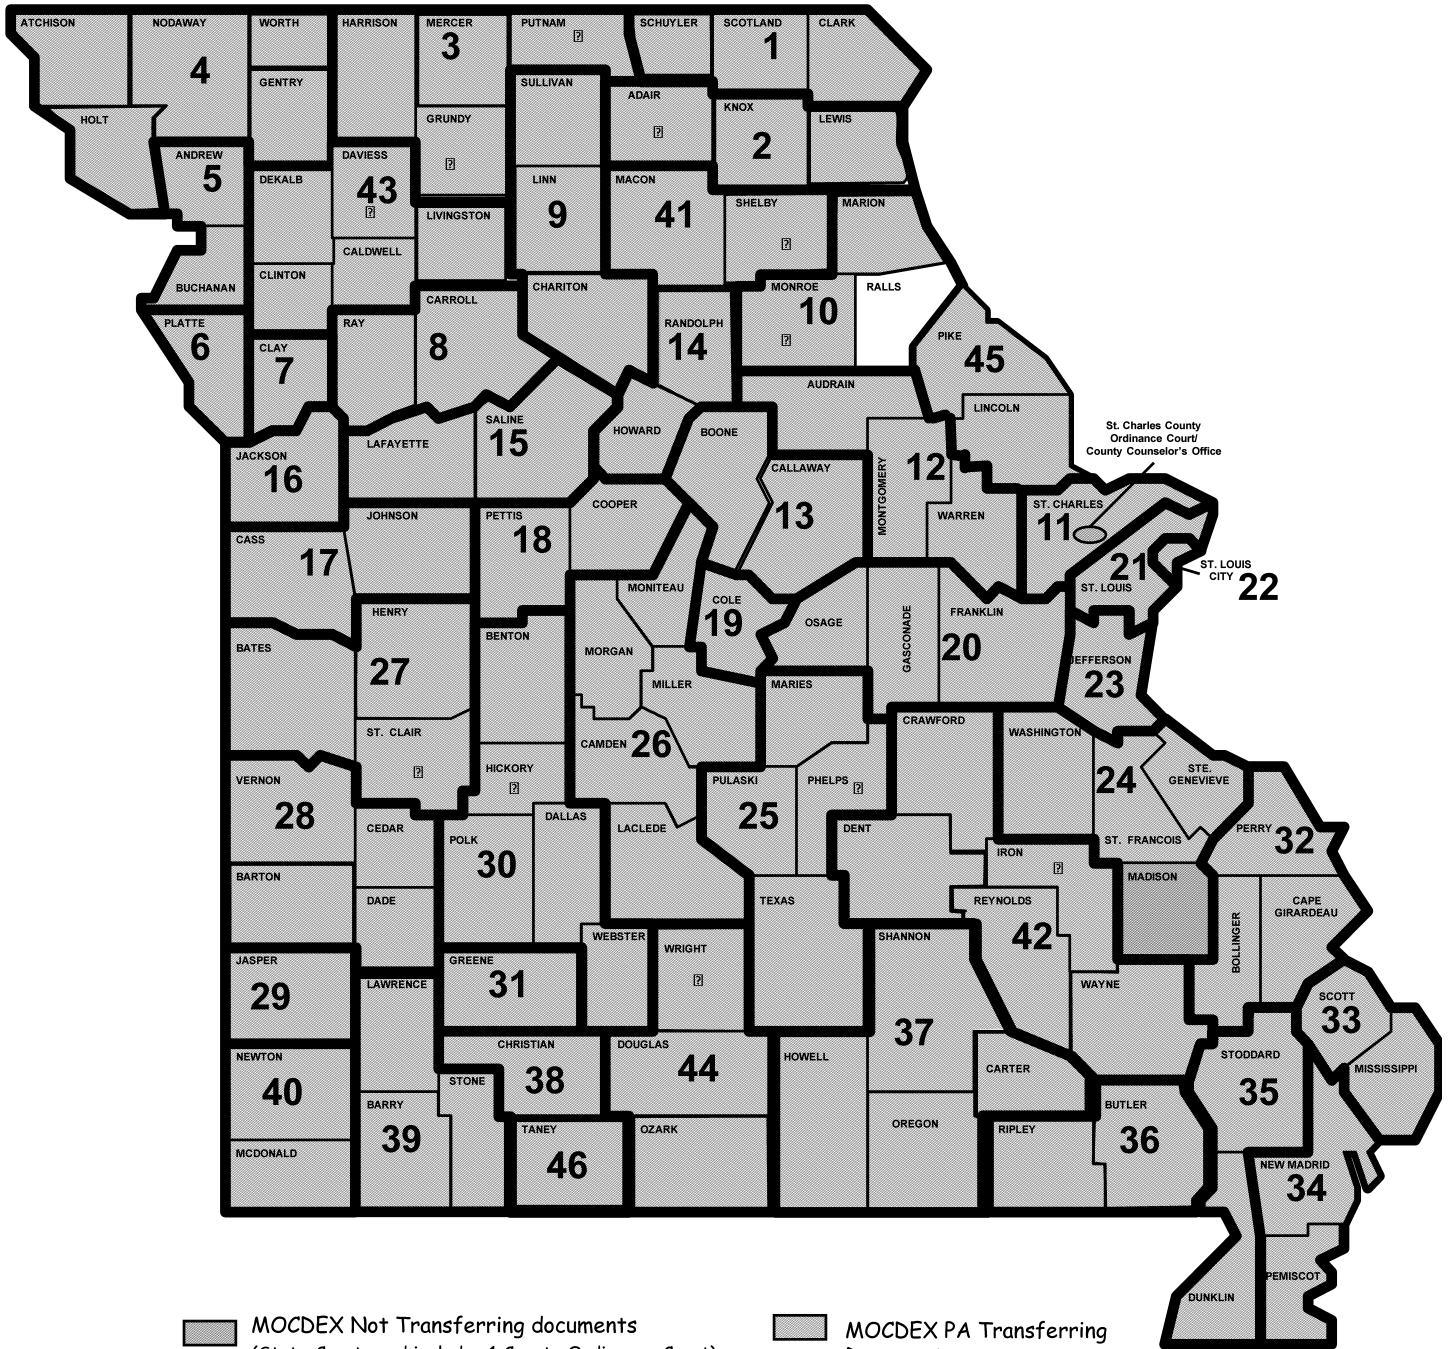 ATCHISON
NODAWAY
WORTH
HARRISON
MERCER
PUTNAM
SCHUYLER
SCOTLAND
CLARK
4
3
1
GENTRY
SULLIVAN
ADAIR
KNOX
LEWIS
HOLT
GRUNDY
2
ANDREW
5
DAVIESS
43
DEKALB
LINN
9
MACON
41
SHELBY
MARION
LIVINGSTON
CALDWELL
CLINTON
BUCHANAN
CHARITON
CARROLL
8
MONROE
10
RALLS
PLATTE
6
CLAY
7
RAY
RANDOLPH
14
PIKE
45
AUDRAIN
LINCOLN
SALINE
15
HOWARD
BOONE
LAFAYETTE
St. Charles County
Ordinance Court/
County Counselor's Office
JACKSON
16
CALLAWAY
13
MONTGOMERY
12
WARREN
ST. CHARLES
11
COOPER
JOHNSON
PETTIS
18
CASS
17
21
ST. LOUIS
ST. LOUIS
CITY
22
MONITEAU
COLE
19
OSAGE
GASCONADE
FRANKLIN
20
HENRY
27
BENTON
MORGAN
BATES
MILLER
MARIES
JEFFERSON
23
ST. CLAIR
CAMDEN
26
CRAWFORD
WASHINGTON
24
STE.
GENEVIEVE
VERNON
28
HICKORY
PULASKI
25
PHELPS
CEDAR
DALLAS
LACLEDE
DENT
POLK
30
IRON
ST. FRANCOIS
PERRY
32
BARTON
DADE
TEXAS
REYNOLDS
42
MADISON
BOLLINGER
CAPE
GIRARDEAU
WEBSTER
WRIGHT
SHANNON
37
JASPER
29
GREENE
31
LAWRENCE
WAYNE
SCOTT
33
NEWTON
40
CHRISTIAN
38
DOUGLAS
44
HOWELL
CARTER
STODDARD
35
MISSISSIPPI
STONE
BARRY
39
BUTLER
36
OREGON
TANEY
46
OZARK
RIPLEY
MCDONALD
NEW MADRID
34
PEMISCOT
DUNKLIN
MOCDEX Not Transferring documents
MOCDEX PA Transferring